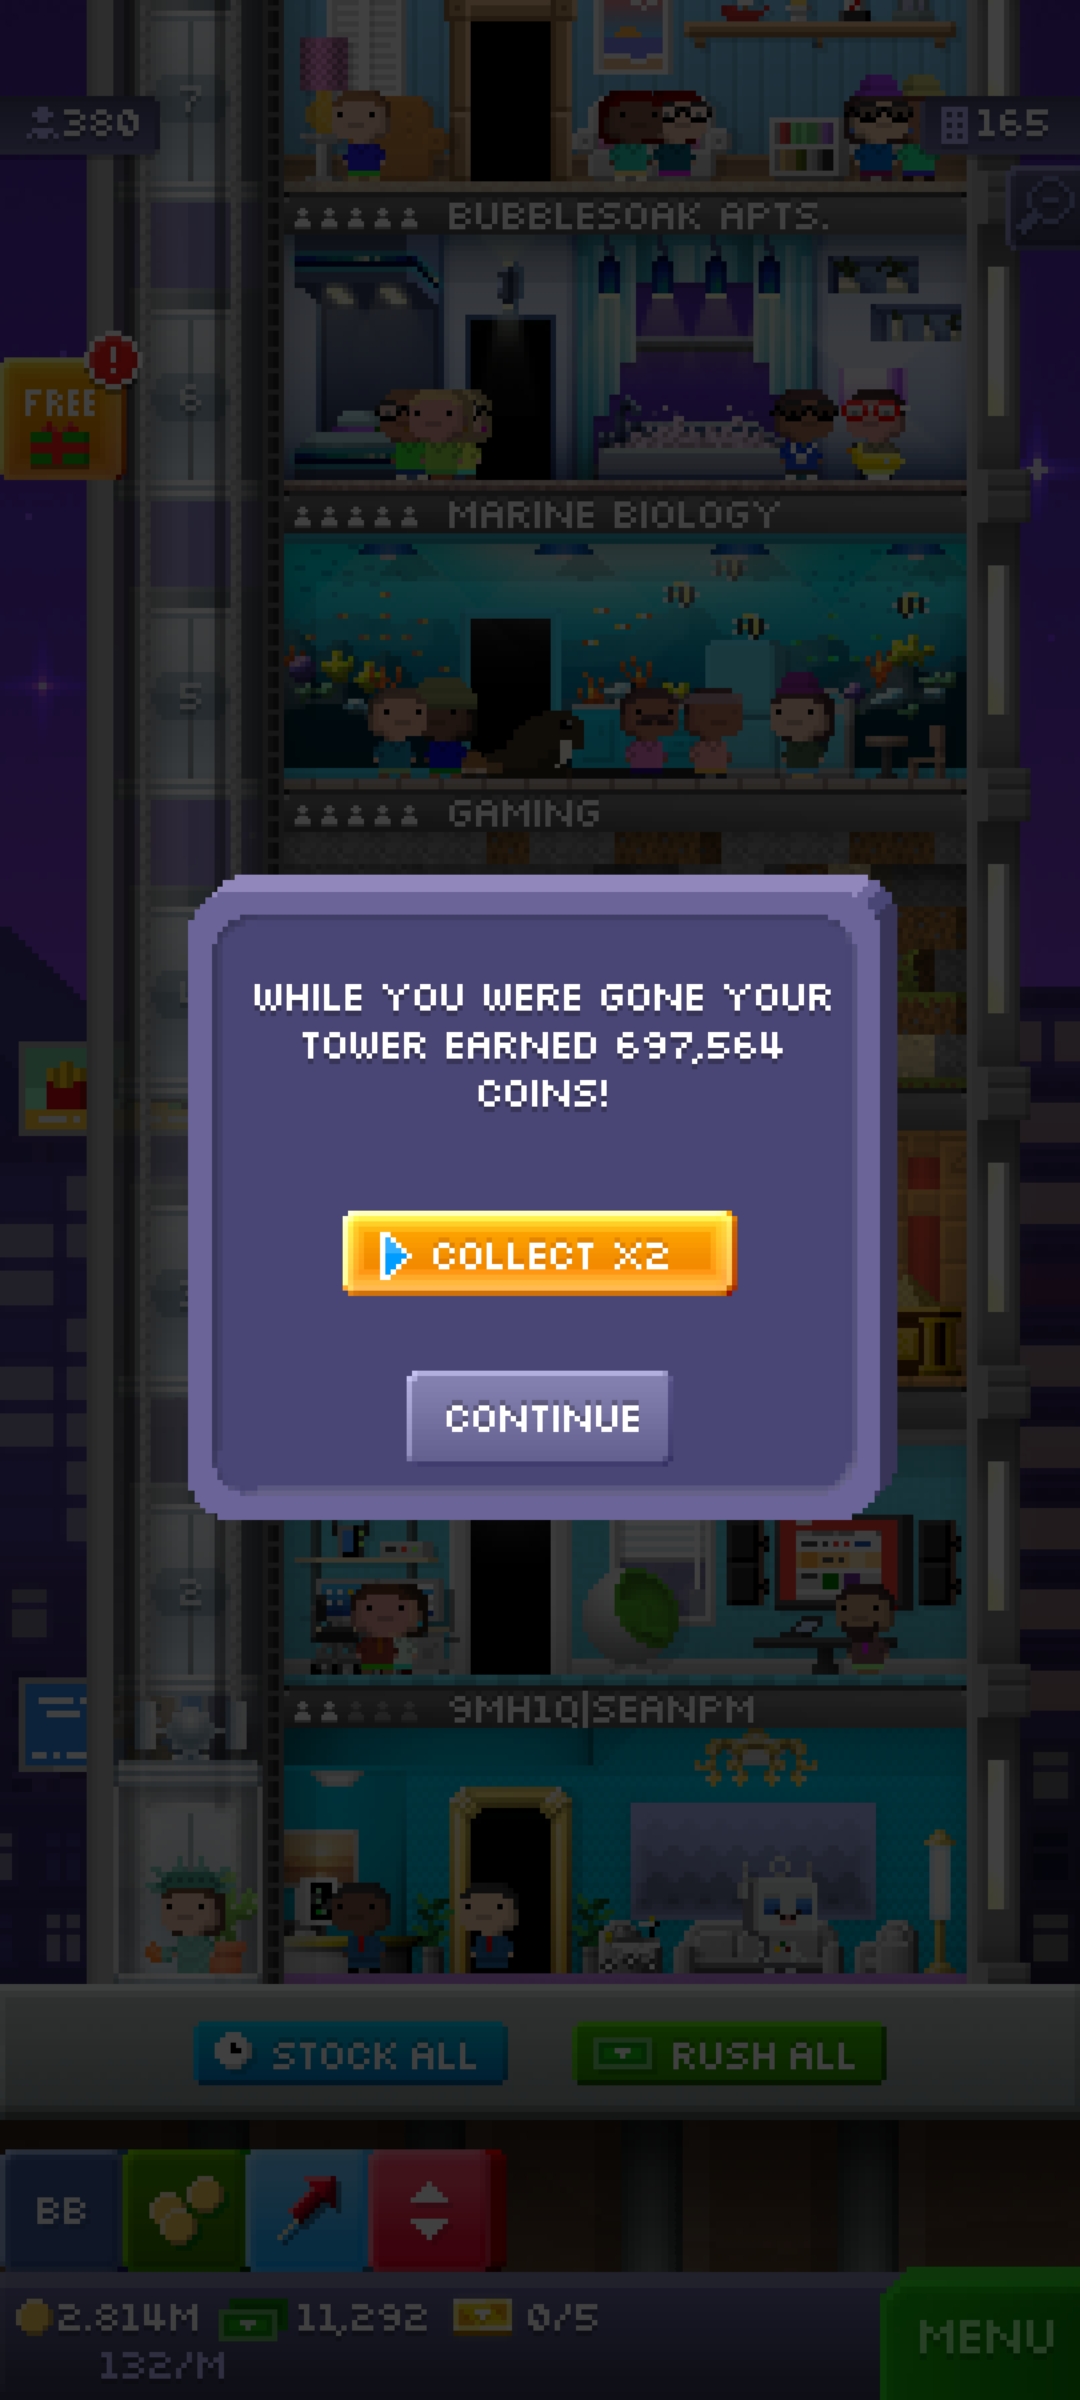 7
380
165
BUBBLESOAK APTS.
FREE
!
6
MARINE BIOLOGY
5
GAMING
WHILE YOU WERE GONE YOUR
TOWER EARNED 697,564
COINS!
COLLECT X2
CONTINUE
2
9MH1Q|SEANPM
STOCK ALL
RUSH ALL
BB
2.814M
11,292
0/5
132/M
MENU